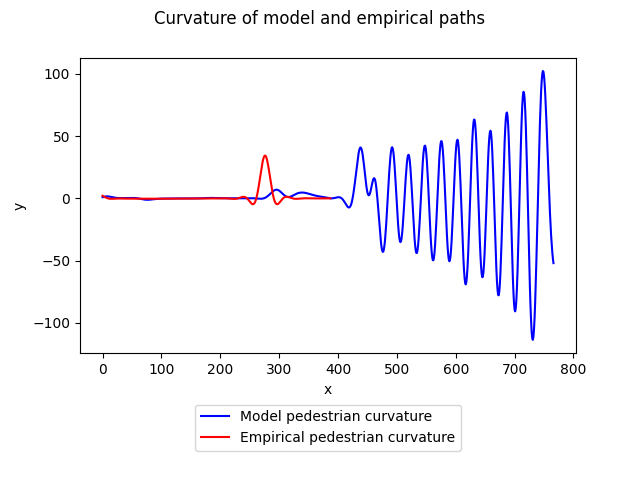 Curvature of model and empirical paths
100
50
0
−50
−100
y
0 100 200 300 400 500 600 700 800
x
Model pedestrian curvature
Empirical pedestrian curvature